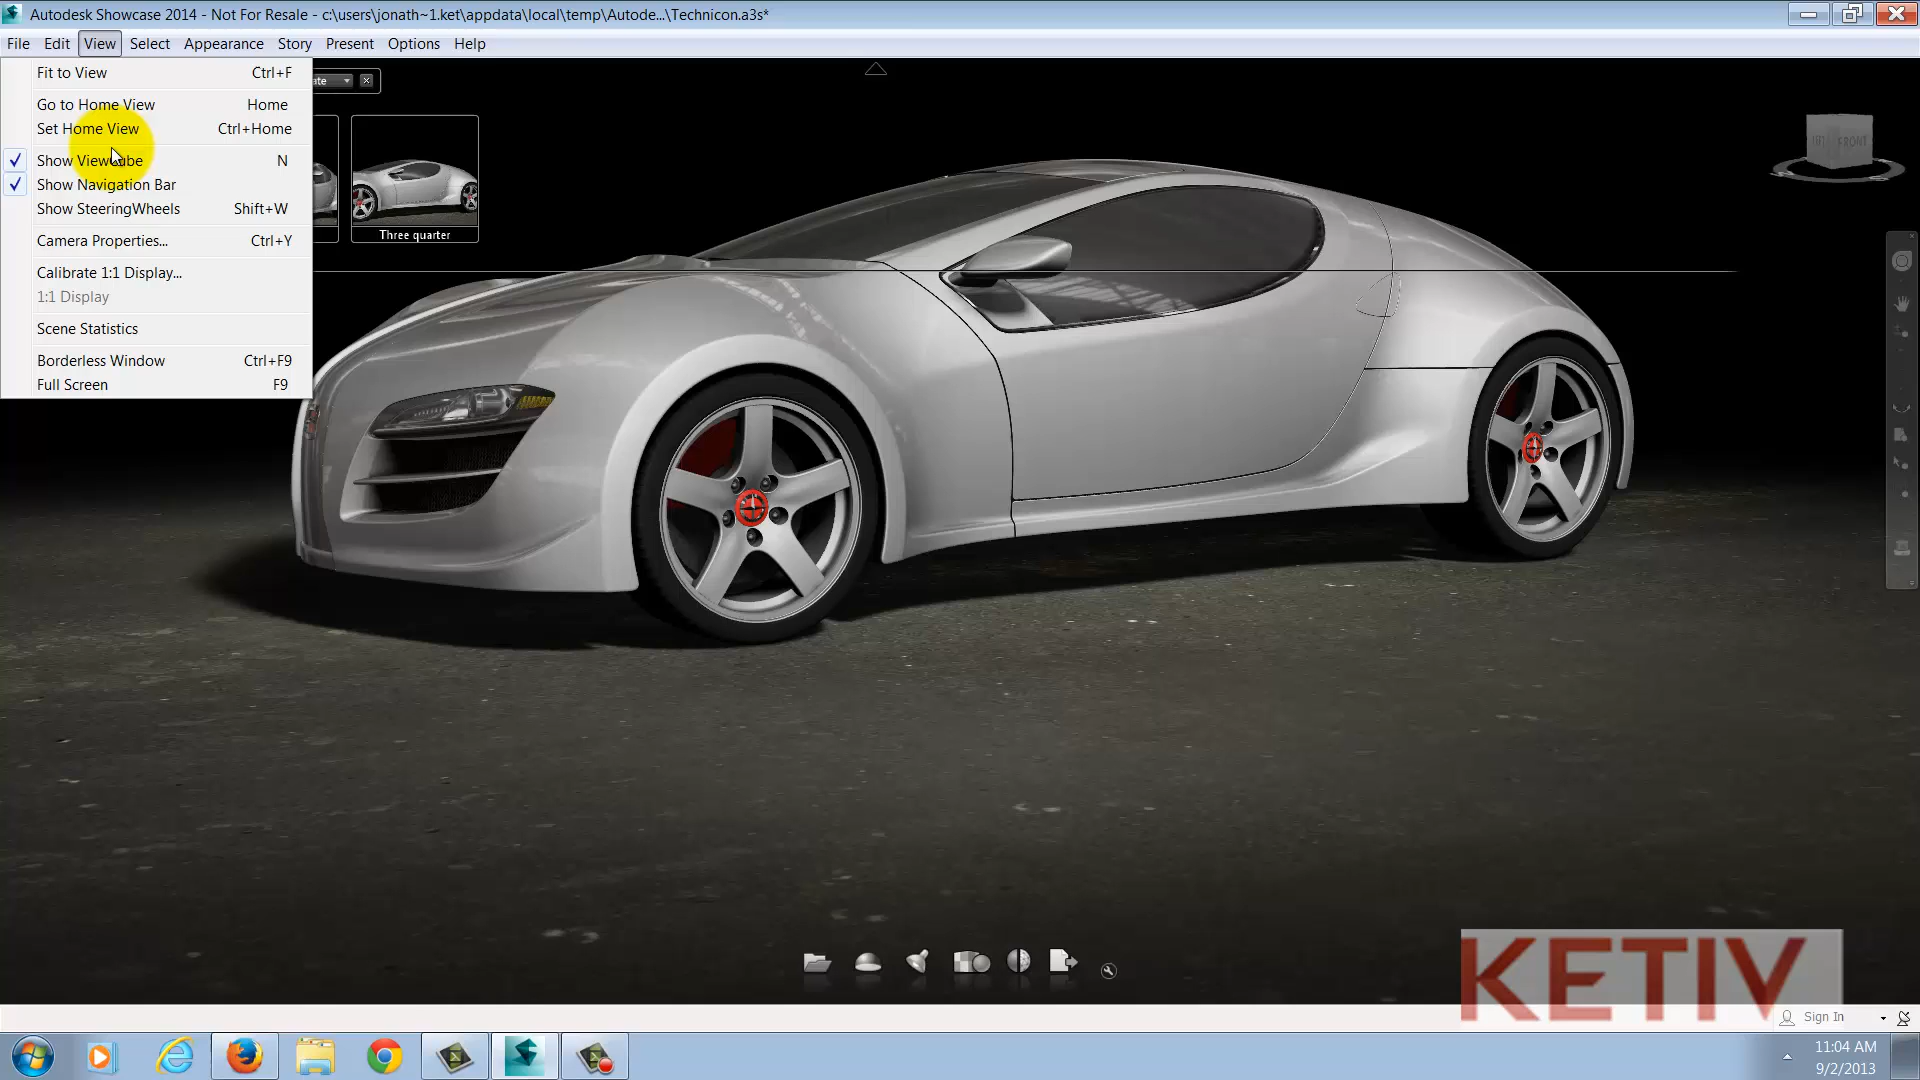 Autodesk Showcase 2014 - Not For Resale - c:\users\jonath~1.ket\appdata\local\temp\Autode...\Technicon.a3s*
File Edit View Select Appearance Story Present Options Help
Fit to View Ctrl+F
Go to Home View Home
Set Home View Ctrl+Home
Show ViewCube N
Show Navigation Bar
Show SteeringWheels Shift+W
Camera Properties... Ctrl+Y
Calibrate 1:1 Display...
1:1 Display
Scene Statistics
Borderless Window Ctrl+F9
Full Screen F9
ate
Three quarter
LEFT FRONT
KETIV
Sign In
11:04 AM
9/2/2013